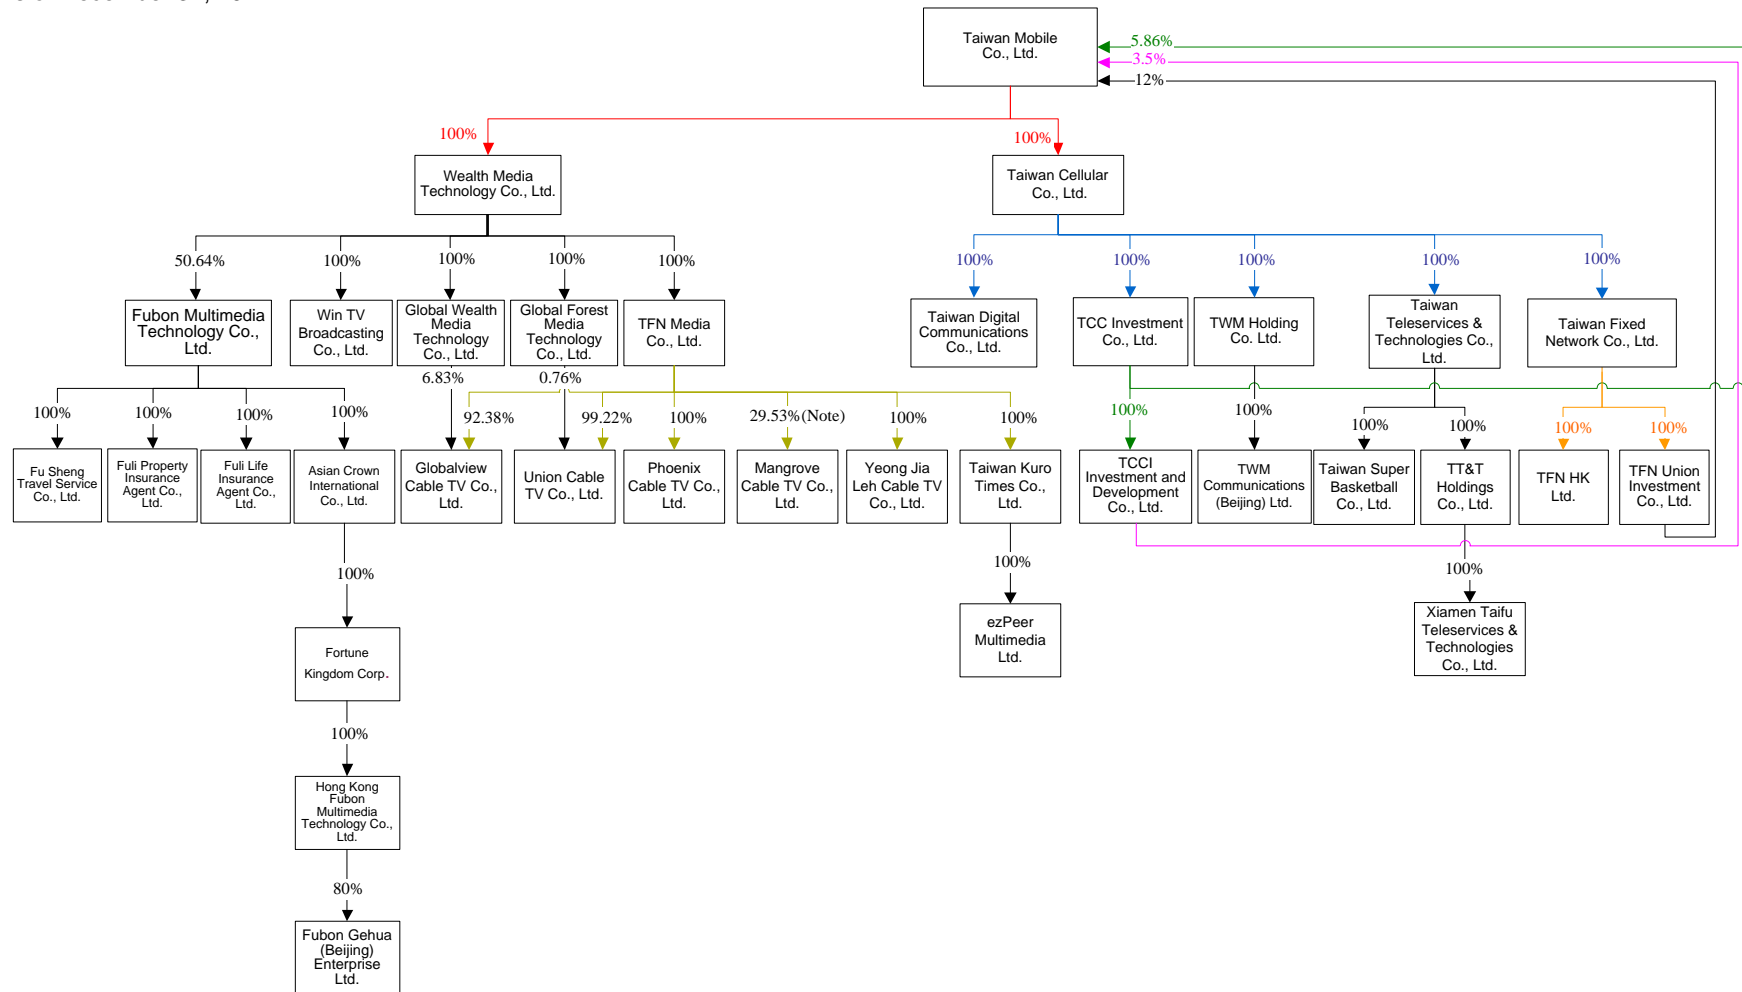 Taiwan Mobile
Co., Ltd.
5.86%
3.5%
12%
100%
100%
Wealth Media
Technology Co., Ltd.
Taiwan Cellular
Co., Ltd.
50.64%
100%
100%
100%
100%
100%
100%
100%
100%
100%
Fubon Multimedia
Technology Co.,
Ltd.
Win TV
Broadcasting
Co., Ltd.
Global Wealth
Media
Technology
Co., Ltd.
Global Forest
Media
Technology
Co., Ltd.
TFN Media
Co., Ltd.
Taiwan Digital
Communications
Co., Ltd.
TCC Investment
Co., Ltd.
TWM Holding
Co. Ltd.
Taiwan
Teleservices &
Technologies Co.,
Ltd.
Taiwan Fixed
Network Co., Ltd.
6.83%
0.76%
100%
100%
100%
100%
92.38%
99.22%
100%
29.53%(Note)
100%
100%
100%
100%
100%
100%
100%
100%
Fu Sheng
Travel Service
Co., Ltd.
Fuli Property
Insurance
Agent Co.,
Ltd.
Fuli Life
Insurance
Agent Co.,
Ltd.
Asian Crown
International
Co., Ltd.
Globalview
Cable TV Co.,
Ltd.
Union Cable
TV Co., Ltd.
Phoenix
Cable TV Co.,
Ltd.
Mangrove
Cable TV Co.,
Ltd.
Yeong Jia
Leh Cable TV
Co., Ltd.
Taiwan Kuro
Times Co.,
Ltd.
TCCI
Investment and
Development
Co., Ltd.
TWM
Communications
(Beijing) Ltd.
Taiwan Super
Basketball
Co., Ltd.
TT&T
Holdings
Co., Ltd.
TFN HK
Ltd.
TFN Union
Investment
Co., Ltd.
100%
100%
100%
Fortune
Kingdom Corp.
ezPeer
Multimedia
Ltd.
Xiamen Taifu
Teleservices &
Technologies
Co., Ltd.
100%
Hong Kong
Fubon
Multimedia
Technology Co.,
Ltd.
80%
Fubon Gehua
(Beijing)
Enterprise
Ltd.